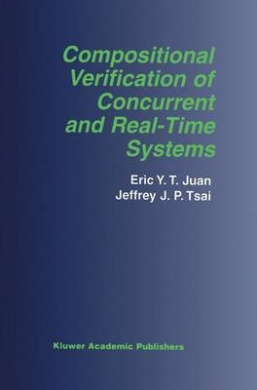 Compositional
Verification of
Concurrent
and Real-Time
Systems
Eric Y. T. Juan
Jeffrey J. P. Tsai
Kluwer Academic Publishers